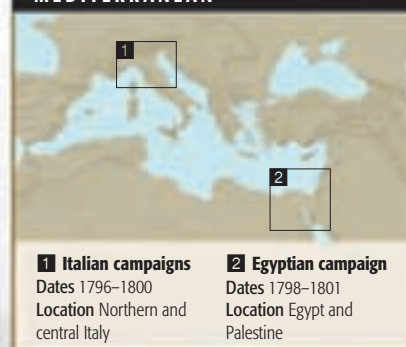 1
2
1 Italian campaigns
Dates 1796–1800
Location Northern and
central Italy
2 Egyptian campaign
Dates 1798–1801
Location Egypt and
Palestine